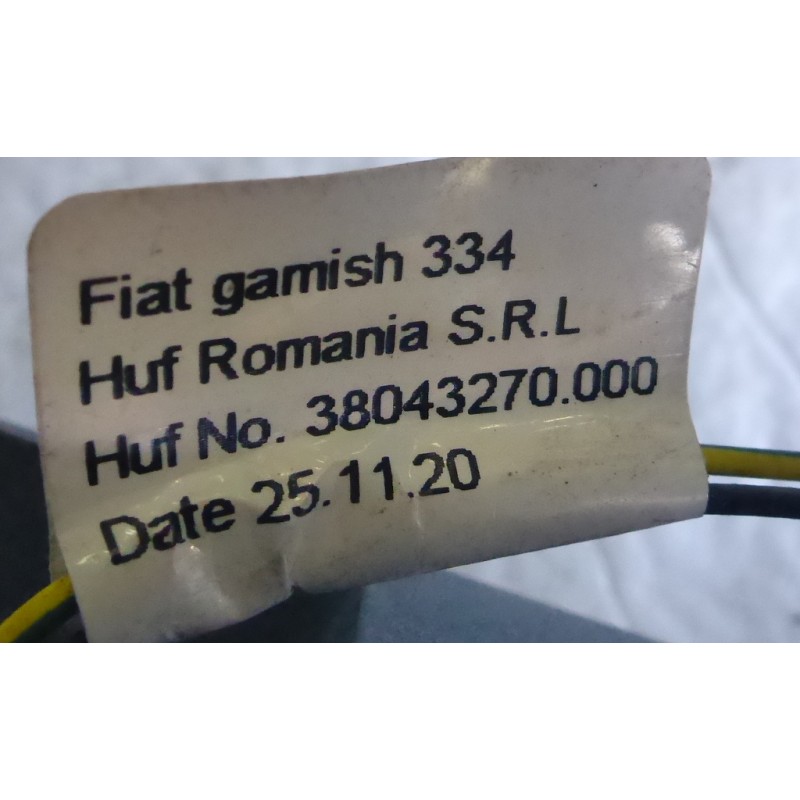 Fiat gamish 334
Huf Romania S.R.L
Huf No. 38043270.000
Date 25.11.20